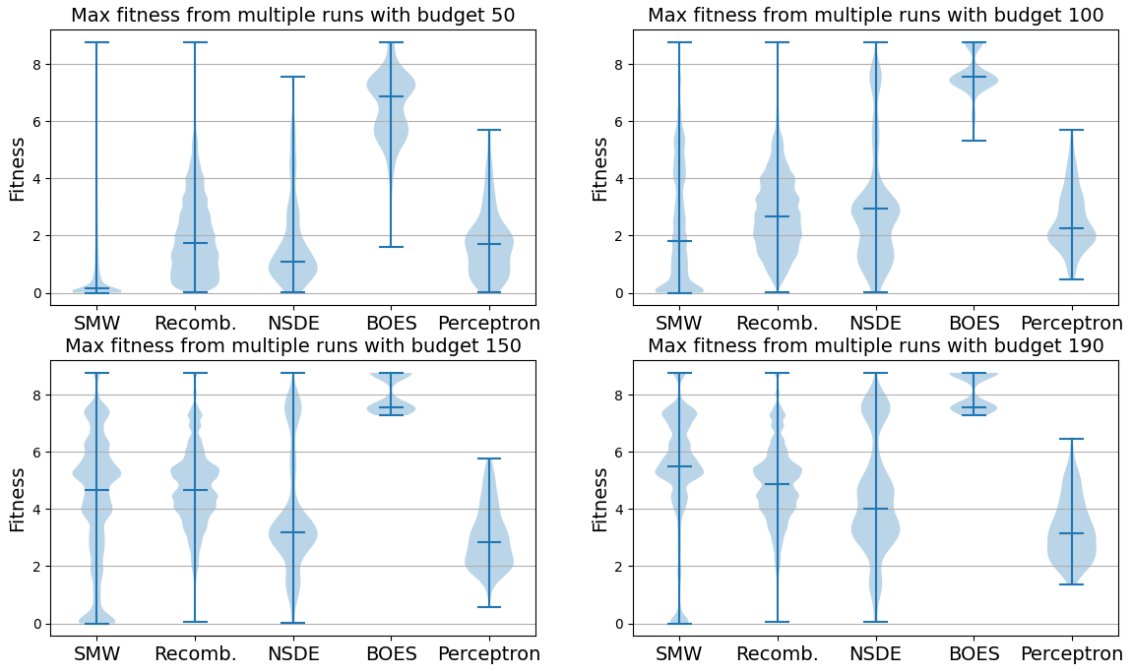 Max fitness from multiple runs with budget 50
Fitness
8
6
4
2
0
SMW Recomb. NSDE BOES Perceptron
Max fitness from multiple runs with budget 100
Fitness
8
6
4
2
0
SMW Recomb. NSDE BOES Perceptron
Max fitness from multiple runs with budget 150
Fitness
8
6
4
2
0
SMW Recomb. NSDE BOES Perceptron
Max fitness from multiple runs with budget 190
Fitness
8
6
4
2
0
SMW Recomb. NSDE BOES Perceptron